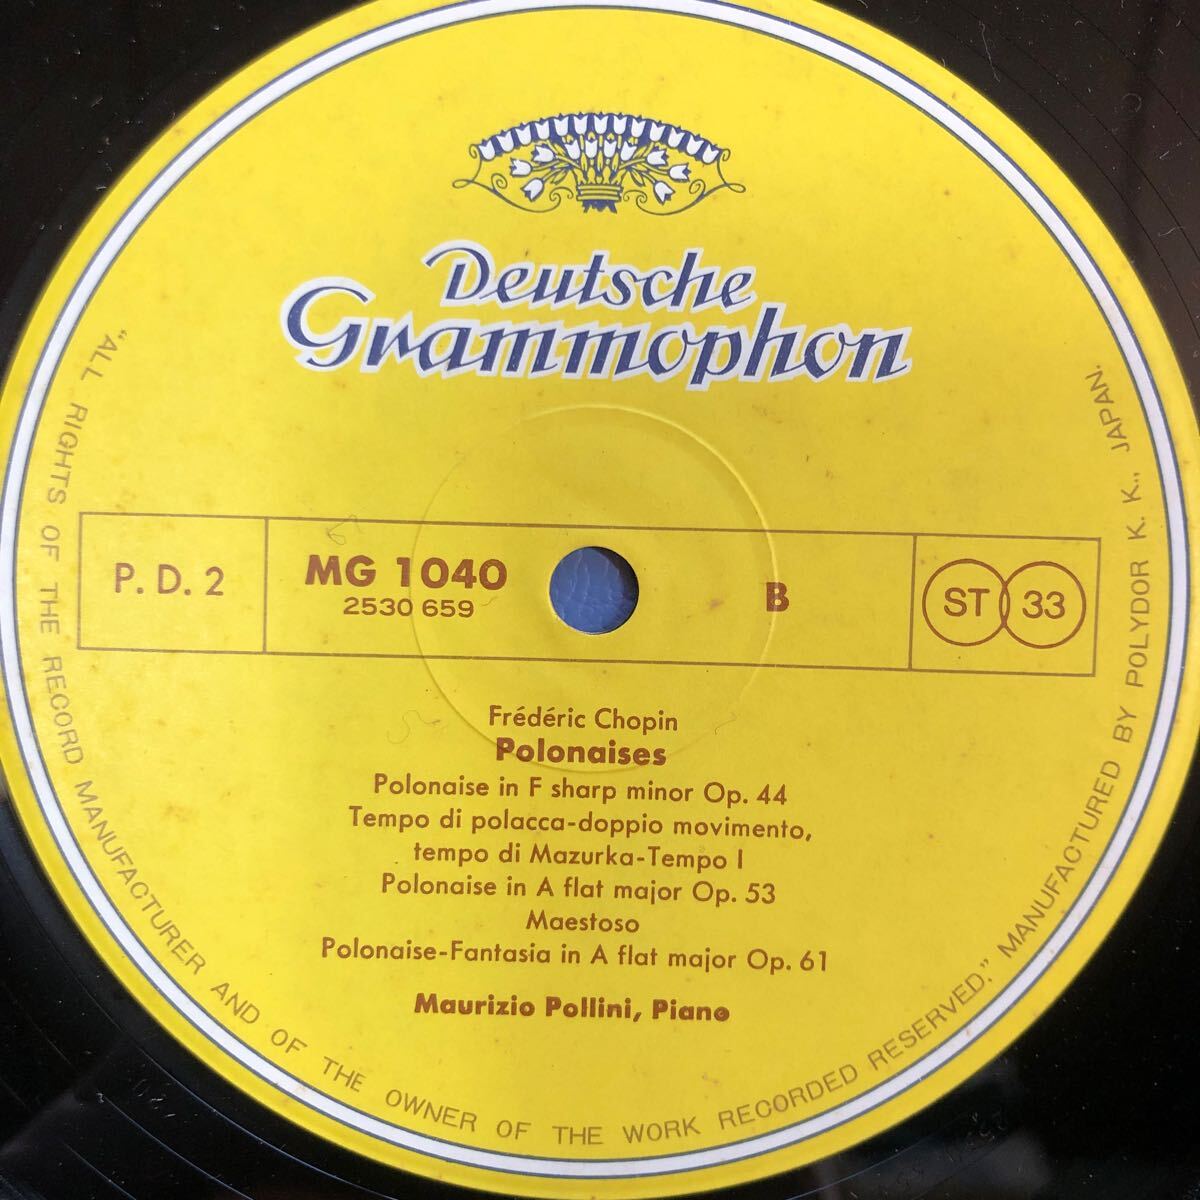 Deutsche
Grammophon
P. D. 2
MG 1040
2530 659
B
ST 33
Frédéric Chopin
Polonaises
Polonaise in F sharp minor Op. 44
Tempo di polacca-doppio movimento,
tempo di Mazurka-Tempo I
Polonaise in A flat major Op. 53
Maestoso
Polonaise-Fantasia in A flat major Op. 61
Maurizio Pollini, Piano
"ALL RIGHTS OF THE RECORD MANUFACTURER AND OF THE OWNER OF THE WORK RECORDED RESERVED." MANUFACTURED BY POLYDOR K. K., JAPAN.